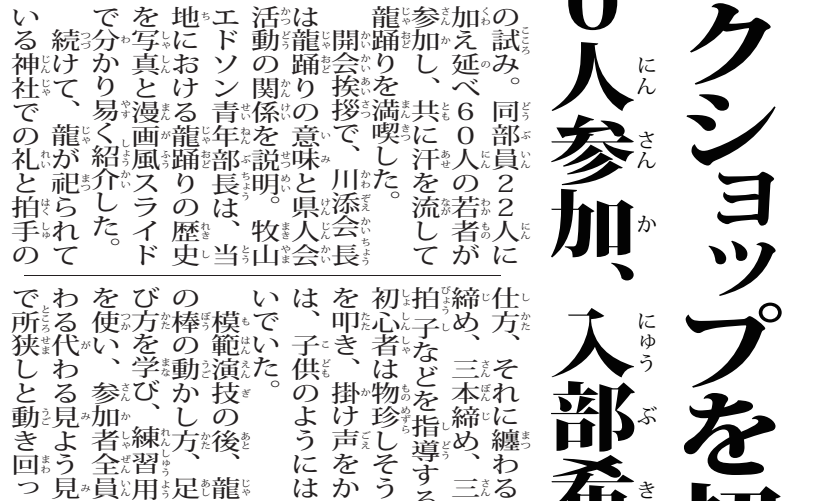 クショップを
0人参加、入部希
の試み。同部員22人に
加え延べ60人の若者が
参加し、共に汗を流して
龍踊りを満喫した。
開会挨拶で、川添会長
は龍踊りの意味と県人会
活動の関係を説明。牧山
エドソン青年部長は、当
地における龍踊りの歴史
を写真と漫画風スライド
で分かり易く紹介した。
続けて、龍が祀られて
いる神社での礼と拍手の
仕方、それに纏わる
締め、三本締め、三
拍子などを指導する
初心者は物珍しそう
を叩き、掛け声をか
は、子供のようには
いでいた。
模範演技の後、龍
の棒の動かし方、足
び方を学び、練習用
を使い、参加者全員
わる代わる見よう見
で所狭しと動き回っ